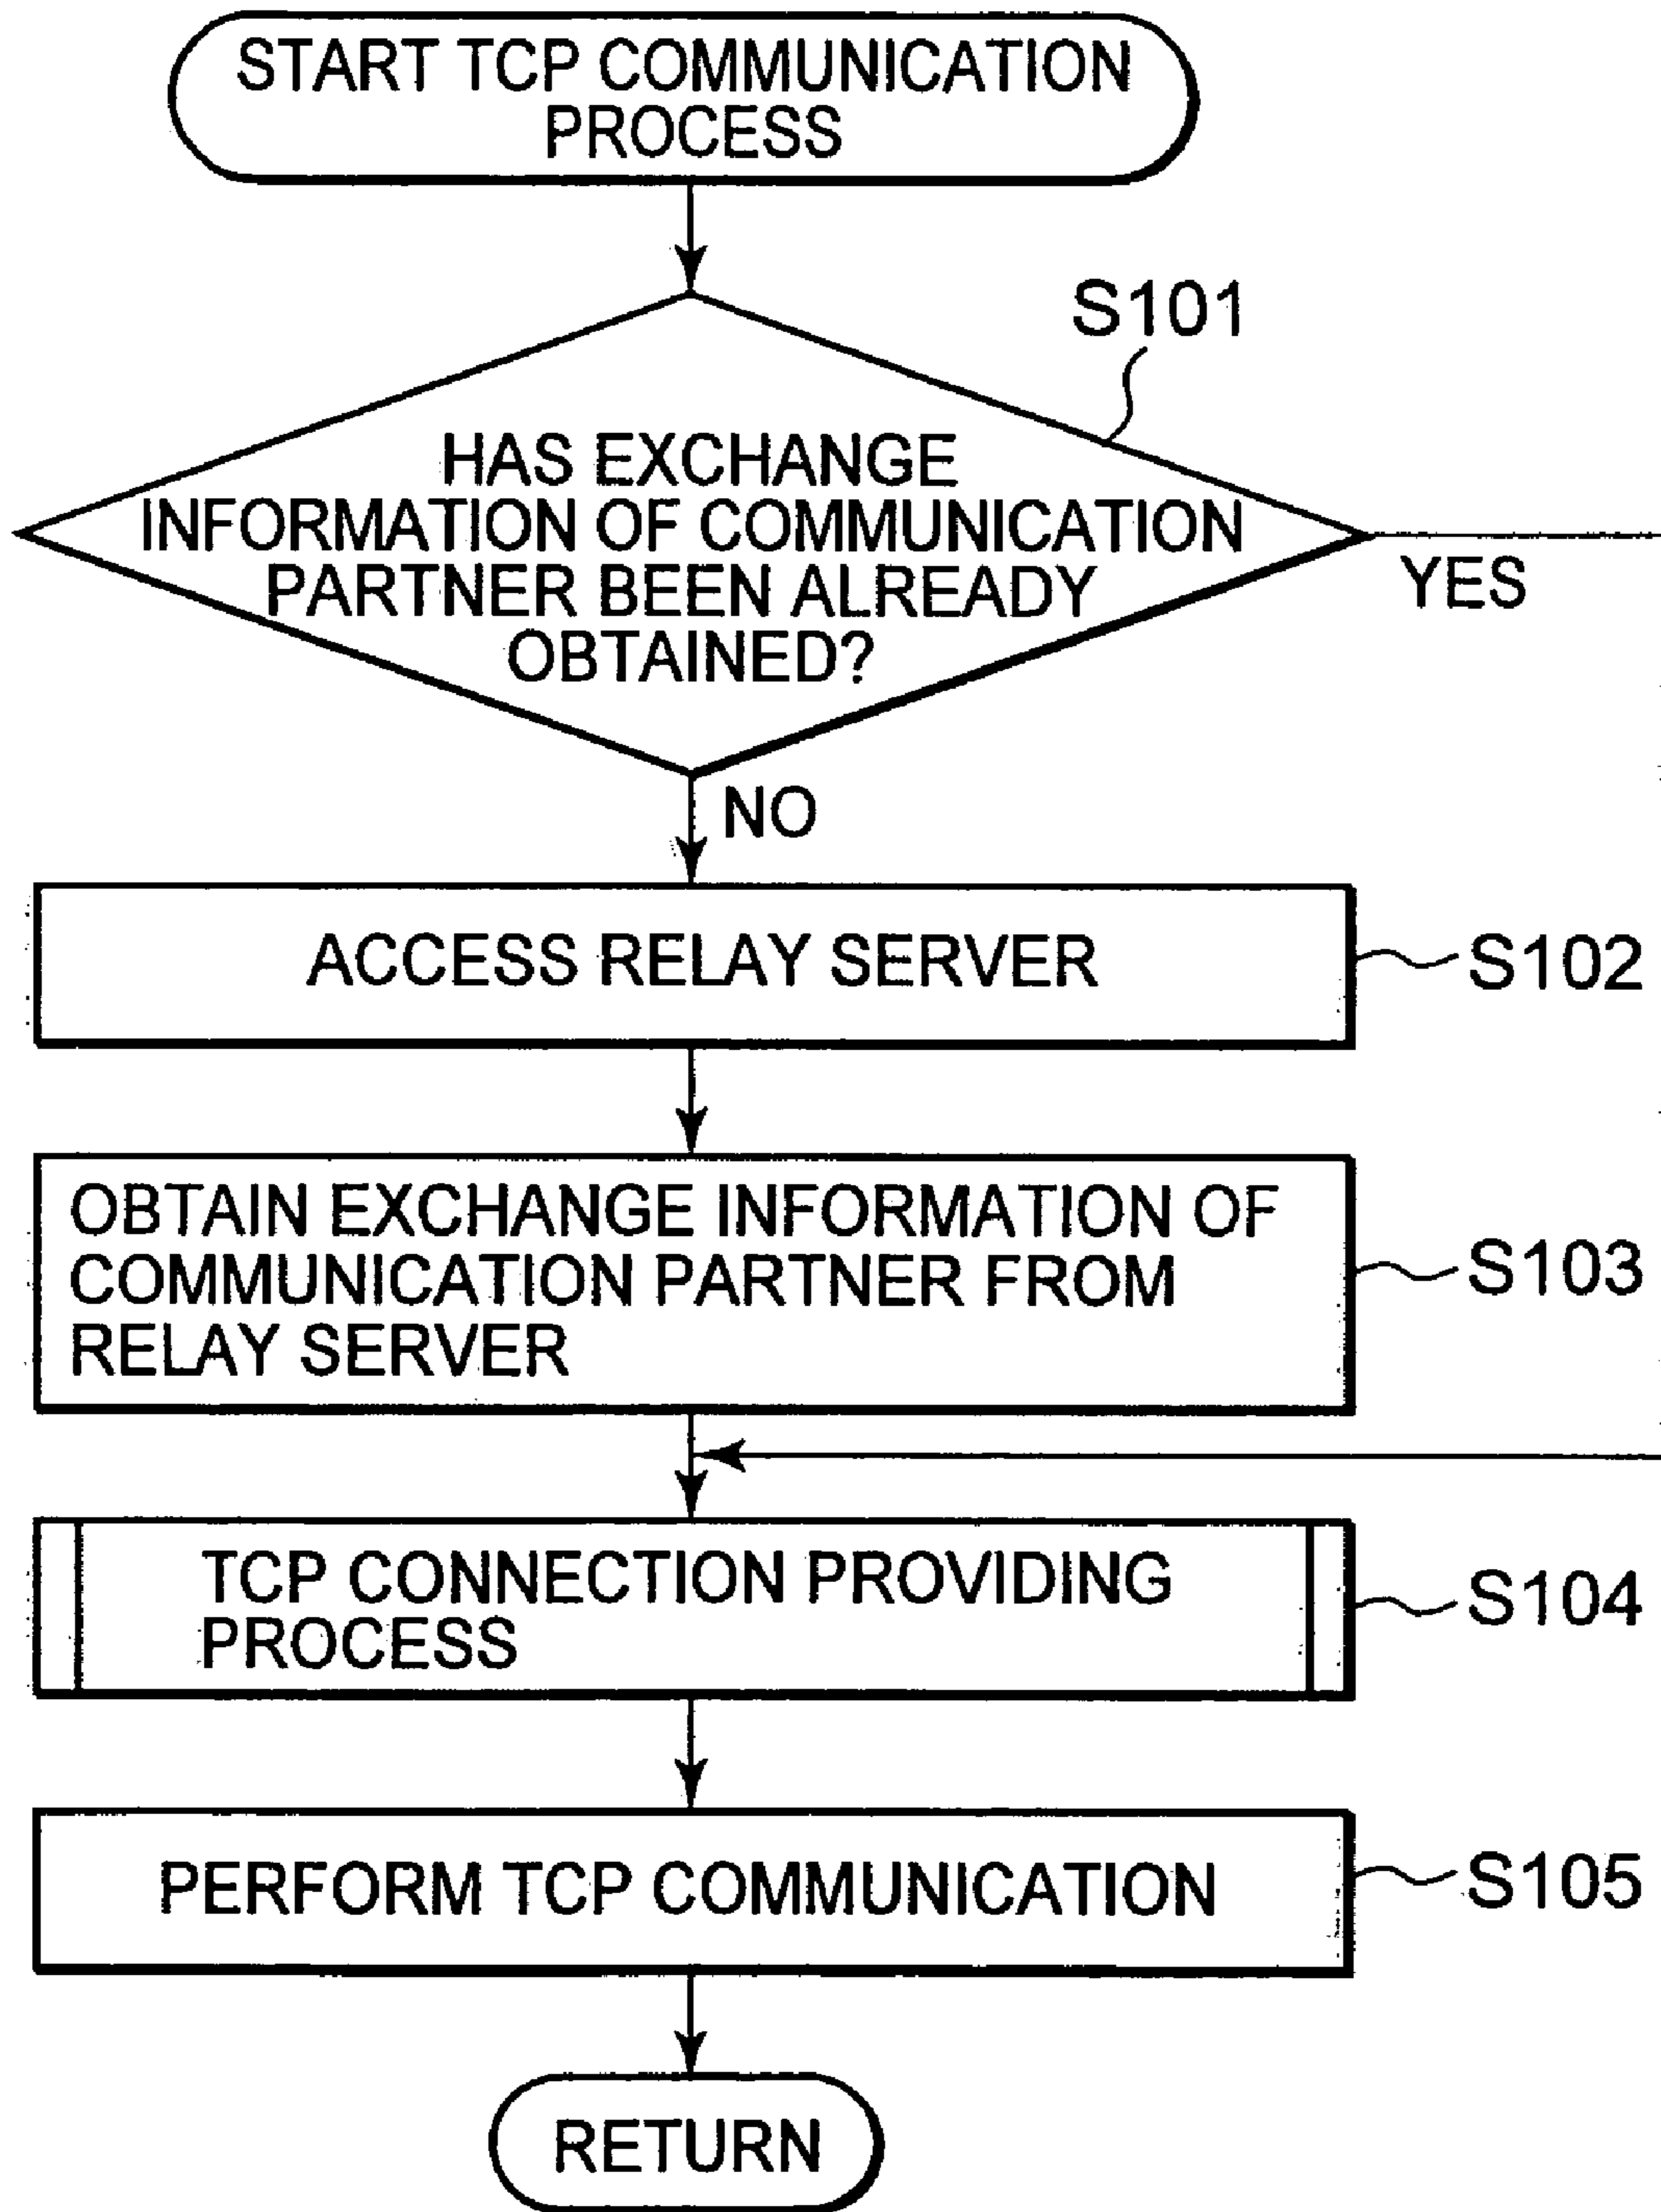 START TCP COMMUNICATION
PROCESS
S101
HAS EXCHANGE
INFORMATION OF COMMUNICATION
PARTNER BEEN ALREADY
OBTAINED?
YES
NO
ACCESS RELAY SERVER
S102
OBTAIN EXCHANGE INFORMATION OF
COMMUNICATION PARTNER FROM
RELAY SERVER
S103
TCP CONNECTION PROVIDING
PROCESS
S104
PERFORM TCP COMMUNICATION
S105
RETURN